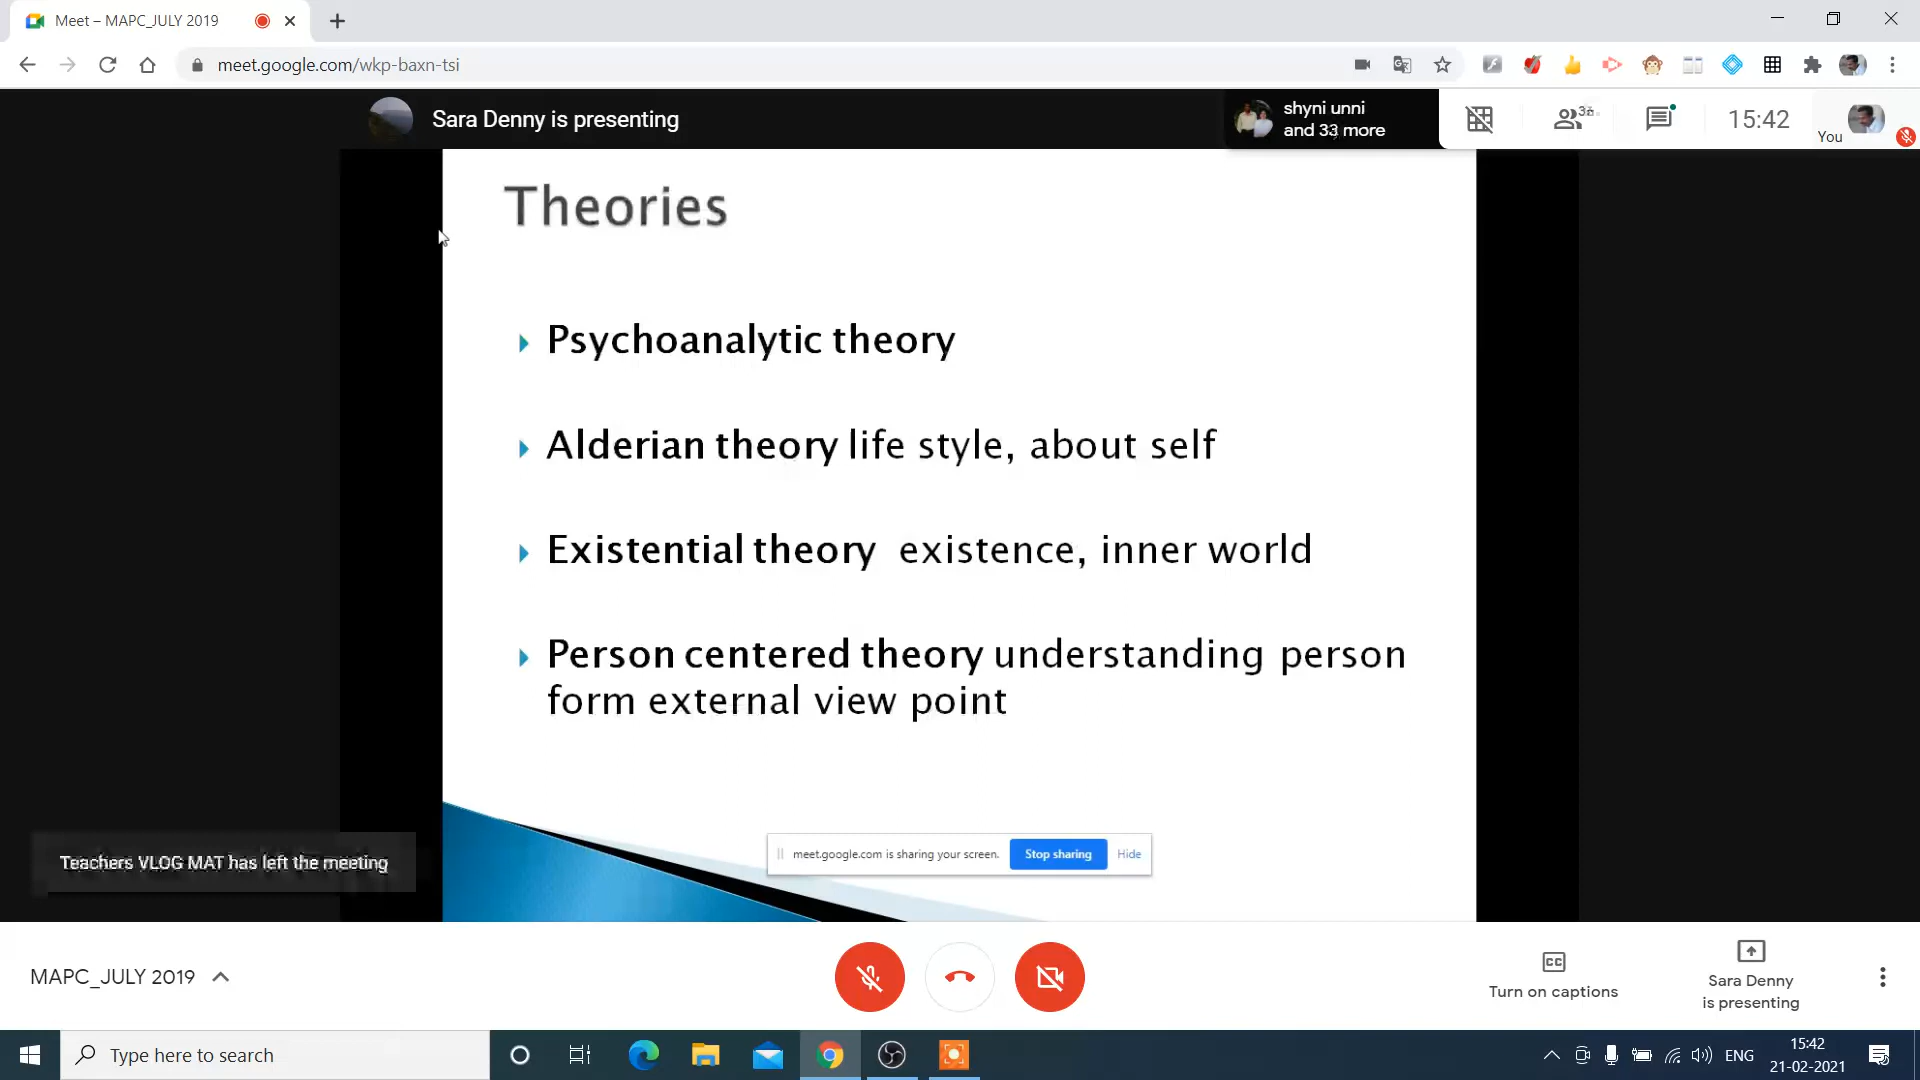 Meet – MAPC_JULY 2019
meet.google.com/wkp-baxn-tsi
Sara Denny is presenting
shyni unni
and 33 more
15:42
You
Theories
Psychoanalytic theory
Alderian theory life style, about self
Existential theory existence, inner world
Person centered theory understanding person
form external view point
meet.google.com is sharing your screen.
Stop sharing
Hide
Teachers VLOG MAT has left the meeting
MAPC_JULY 2019
Turn on captions
Sara Denny
is presenting
Type here to search
ENG
15:42
21-02-2021